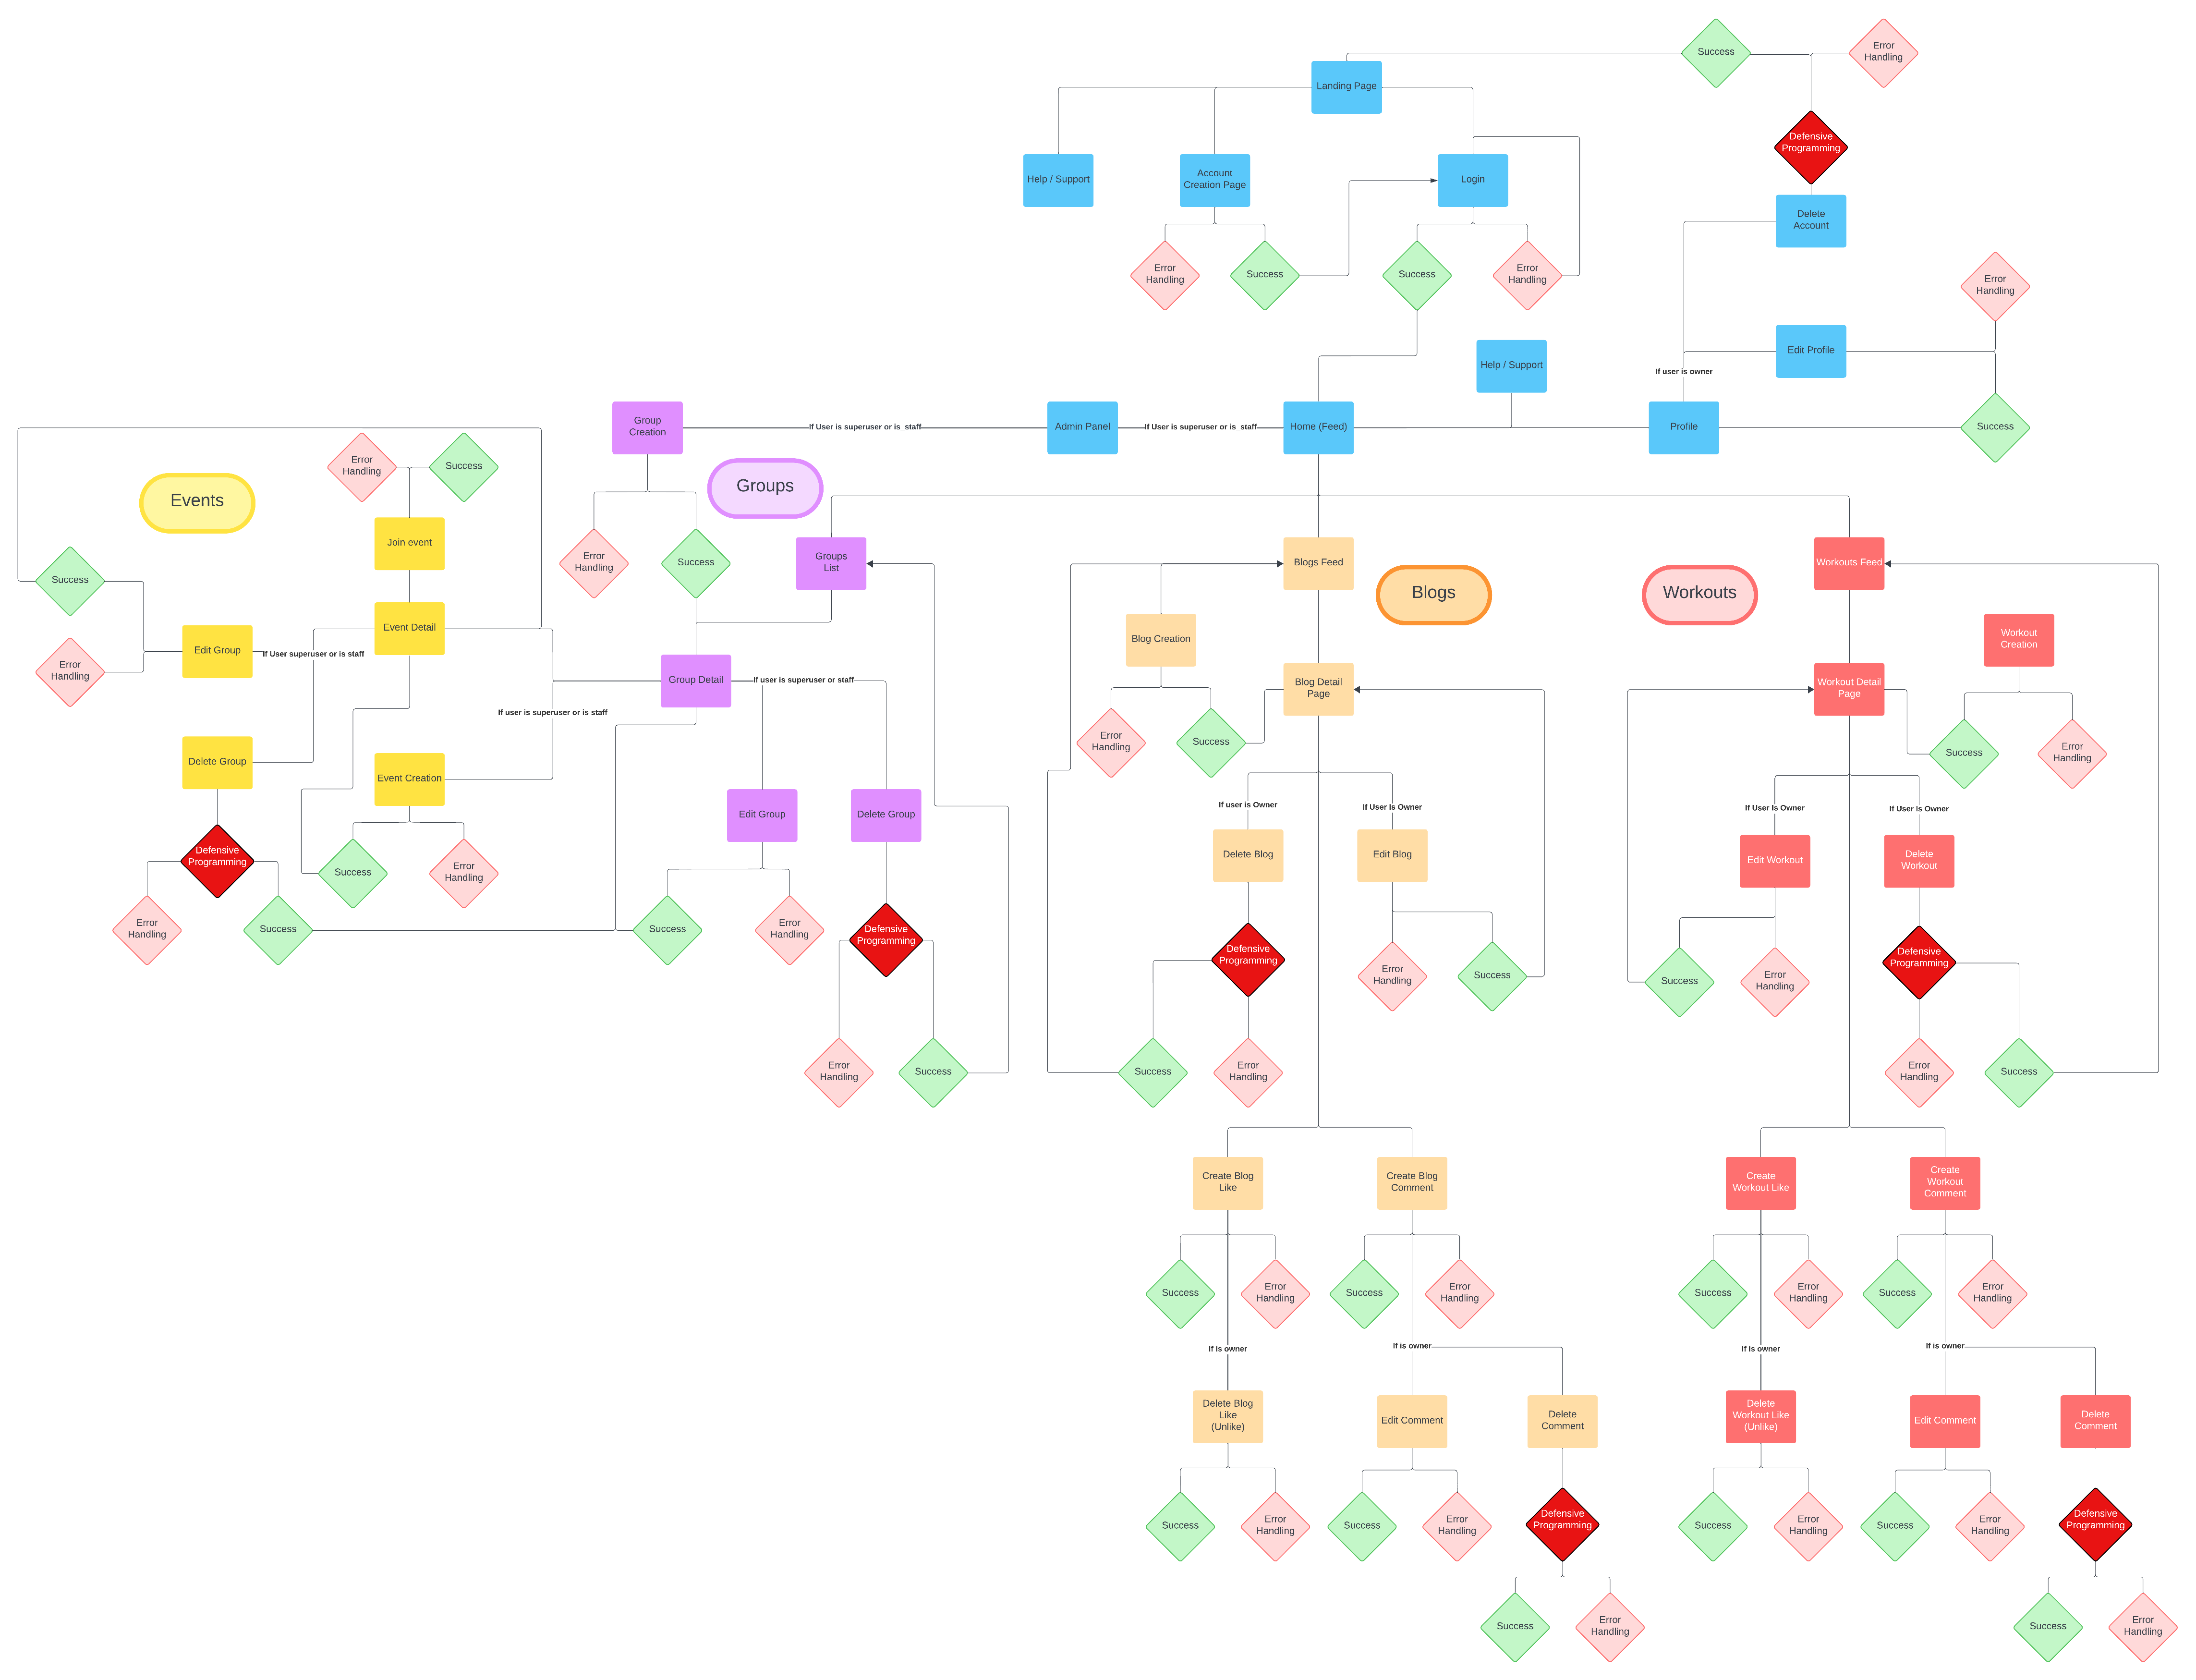 Success
Error
Handling
Landing Page
Defensive
Programming
Help / Support
Account
Creation Page
Login
Delete
Account
Error
Handling
Success
Success
Error
Handling
Error
Handling
Edit Profile
Help / Support
If user is owner
Group
Creation
If User is superuser or is_staff
Admin Panel
If User is superuser or is_staff
Home (Feed)
Profile
Success
Error
Handling
Success
Events
Groups
Join event
Error
Handling
Success
Groups
List
Blogs Feed
Blogs
Workouts
Workouts Feed
Success
Event Detail
Edit Group
If User superuser or is staff
Error
Handling
Blog Creation
Workout
Creation
Group Detail
If user is superuser or staff
Blog Detail
Page
Workout Detail
Page
If user is superuser or is staff
Error
Handling
Success
Success
Error
Handling
Delete Group
Event Creation
If user is Owner
If User Is Owner
If User Is Owner
If User Is Owner
Edit Group
Delete Group
Defensive
Programming
Success
Error
Handling
Delete Blog
Edit Blog
Edit Workout
Delete
Workout
Error
Handling
Success
Success
Error
Handling
Defensive
Programming
Defensive
Programming
Error
Handling
Success
Success
Error
Handling
Defensive
Programming
Error
Handling
Success
Success
Error
Handling
Error
Handling
Success
Create Blog
Like
Create Blog
Comment
Create
Workout Like
Create
Workout
Comment
Success
Error
Handling
Success
Error
Handling
Success
Error
Handling
Success
Error
Handling
If is owner
If is owner
If is owner
If is owner
Delete Blog
Like
(Unlike)
Edit Comment
Delete
Comment
Delete
Workout Like
(Unlike)
Edit Comment
Delete
Comment
Success
Error
Handling
Success
Error
Handling
Defensive
Programming
Success
Error
Handling
Success
Error
Handling
Defensive
Programming
Success
Error
Handling
Success
Error
Handling